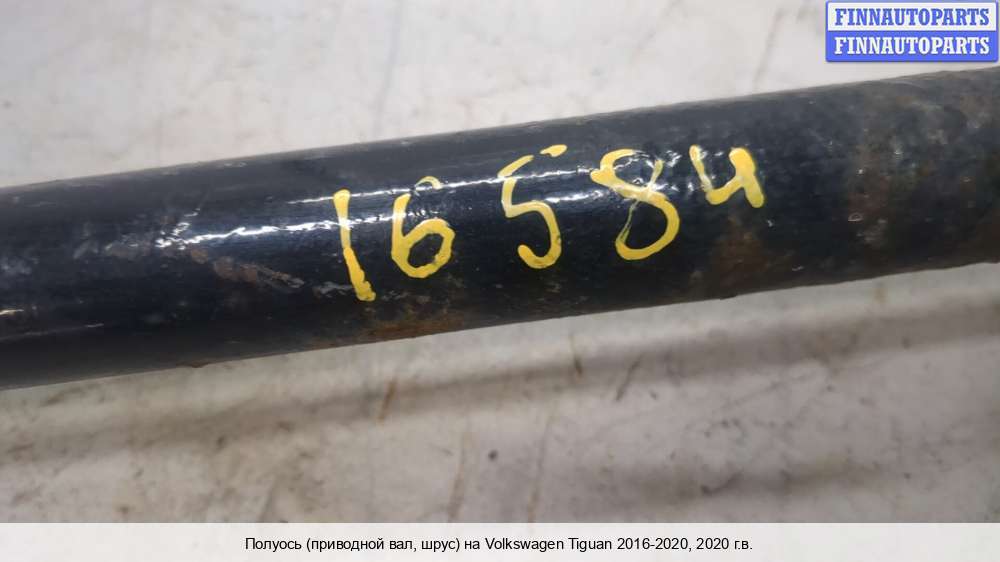 FINNAUTOPARTS
FINNAUTOPARTS
16584
Полуось (приводной вал, шрус) на Volkswagen Tiguan 2016-2020, 2020 г.в.